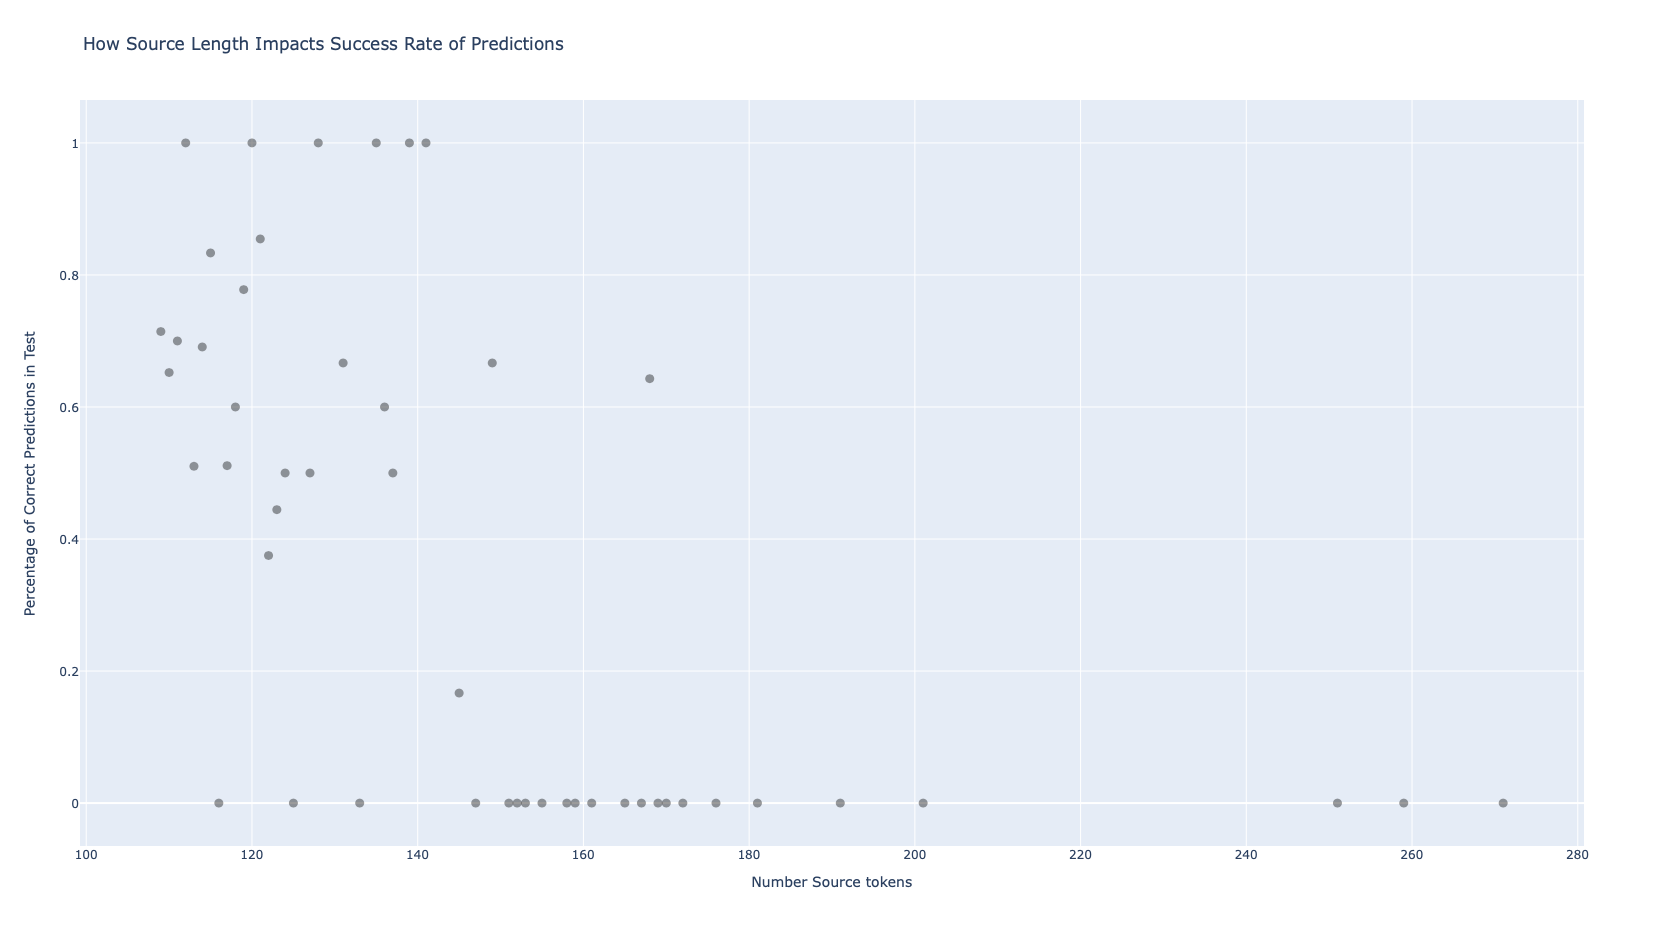 How Source Length Impacts Success Rate of Predictions
Percentage of Correct Predictions in Test
1
0.8
0.6
0.4
0.2
0
100 120 140 160 180 200 220 240 260 280
Number Source tokens